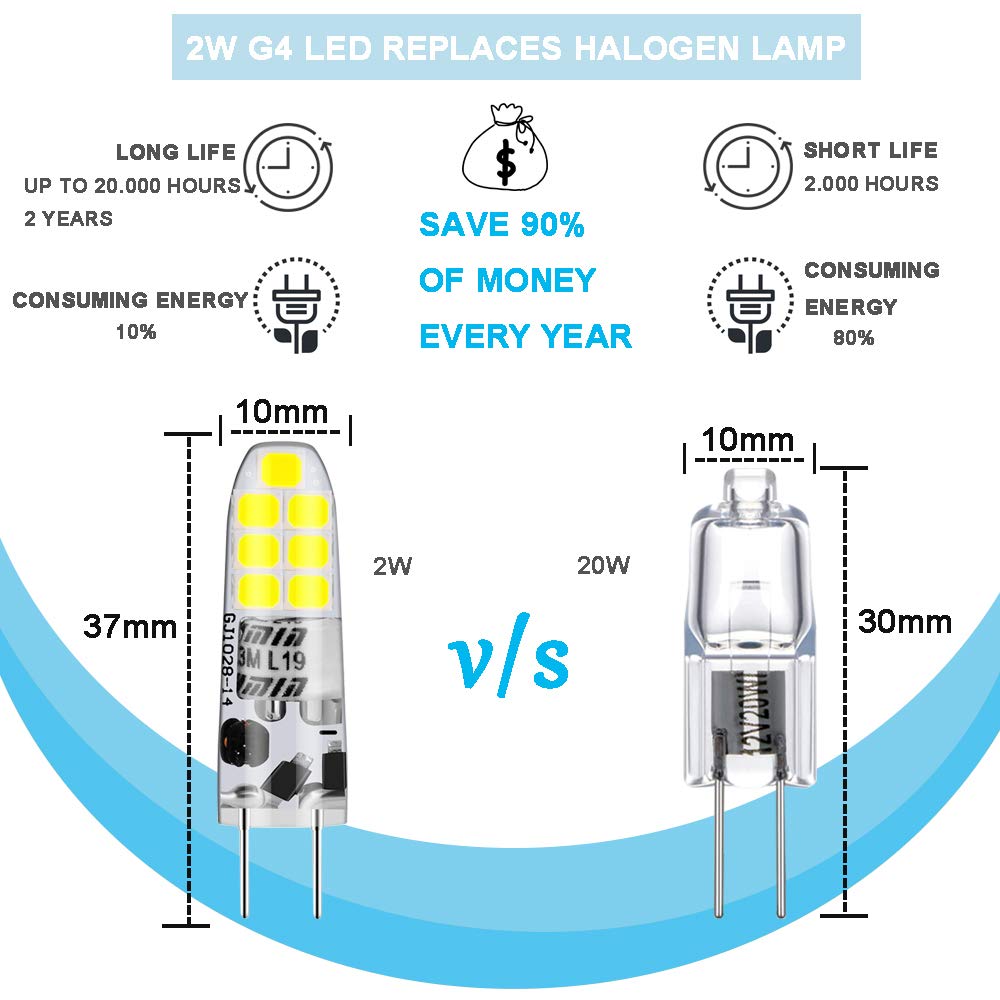 2W G4 LED REPLACES HALOGEN LAMP
LONG LIFE
UP TO 20.000 HOURS
2 YEARS
CONSUMING ENERGY
10%
$
SAVE 90%
OF MONEY
EVERY YEAR
SHORT LIFE
2.000 HOURS
CONSUMING
ENERGY
80%
10mm
37mm
2W
GJ1028-14
3M L19
v/s
20W
10mm
30mm
12V20W